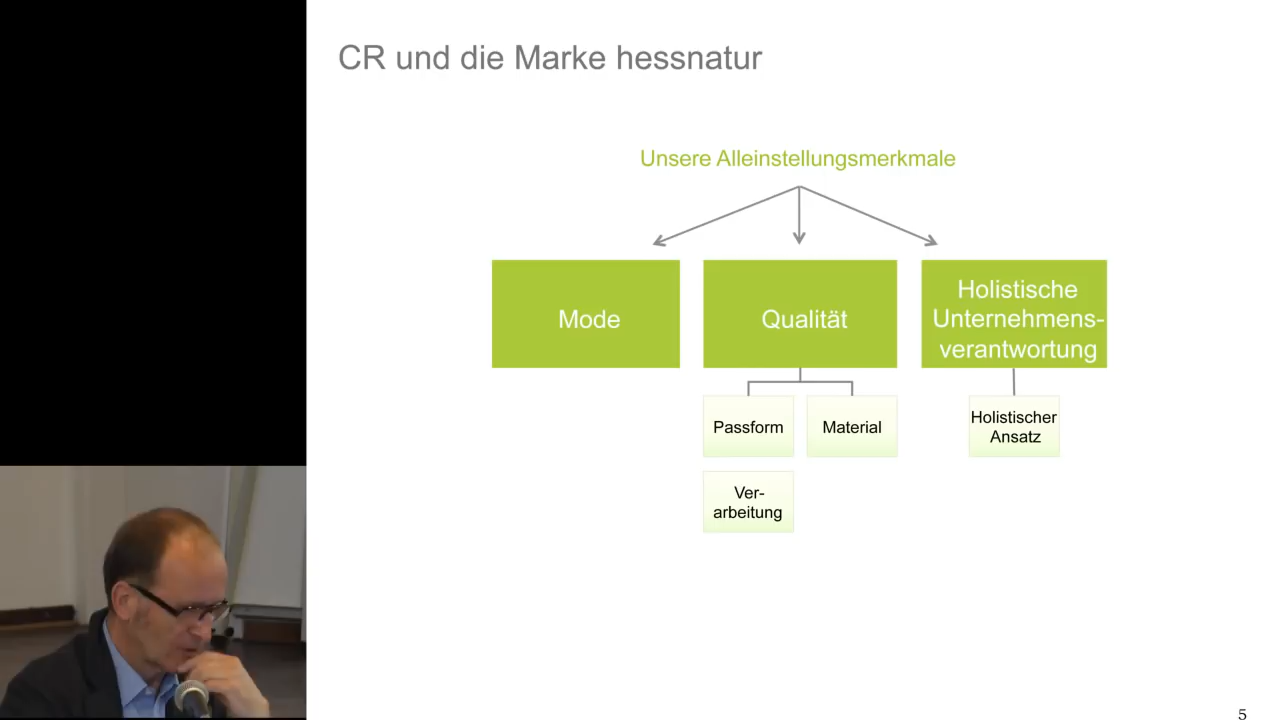 CR und die Marke hessnatur
Unsere Alleinstellungsmerkmale
Mode
Qualität
Holistische
Unternehmens-
verantwortung
Passform
Material
Holistischer
Ansatz
Ver-
arbeitung
5